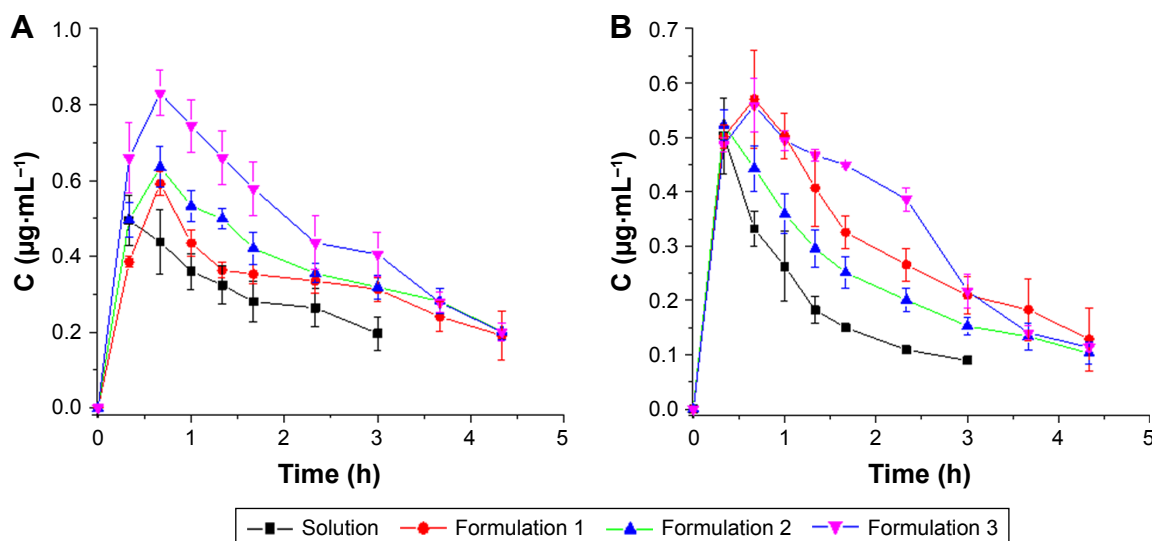 A
B
C (µg·mL⁻¹)
1.0
0.8
0.6
0.4
0.2
0.0
0 1 2 3 4 5
Time (h)
C (µg·mL⁻¹)
0.7
0.6
0.5
0.4
0.3
0.2
0.1
0.0
0 1 2 3 4 5
Time (h)
Solution Formulation 1 Formulation 2 Formulation 3